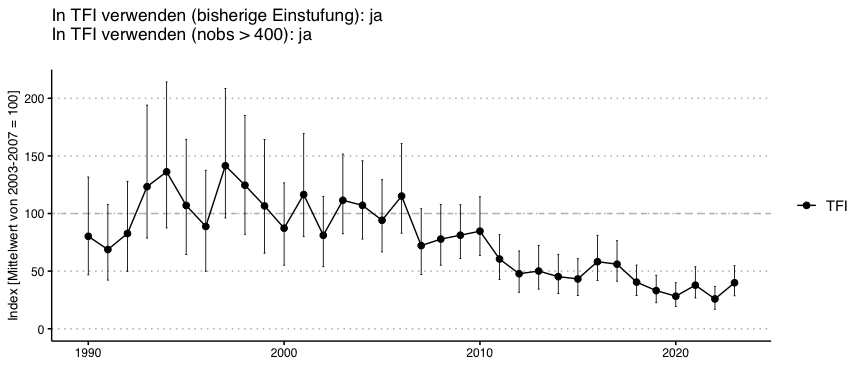 In TFI verwenden (bisherige Einstufung): ja
In TFI verwenden (nobs > 400): ja
Index [Mittelwert von 2003-2007 = 100]
200
150
100
50
0
1990
2000
2010
2020
TFI